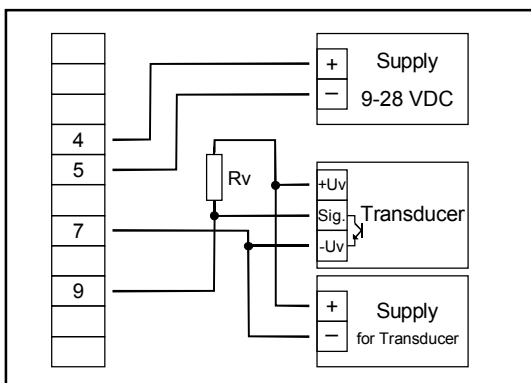 +
Supply
–
9-28 VDC
4
5
7
9
Rv
+Uv
Sig.
-Uv
Transducer
+
Supply
–
for Transducer